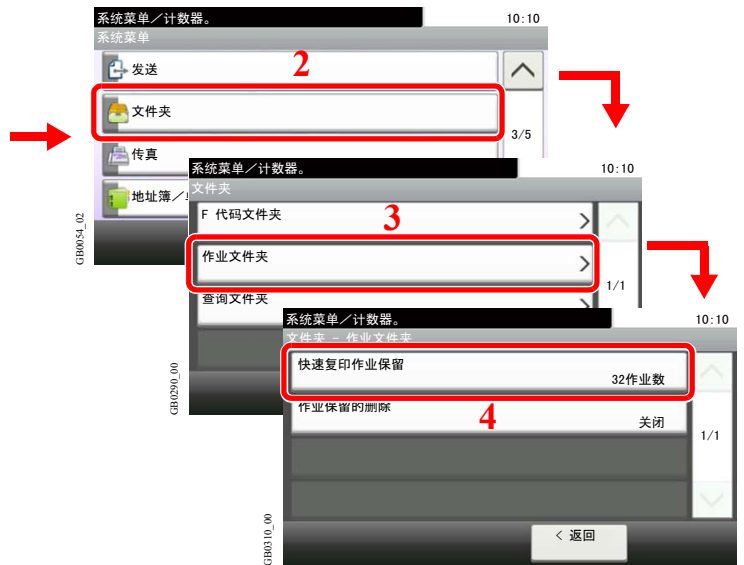 系统菜单／计数器。 10:10
系统菜单
发送
2
文件夹
3/5
传真
地址簿／
GB0054_02
系统菜单／计数器。 10:10
文件夹
F 代码文件夹
3
作业文件夹
1/1
查询文件夹
GB0290_00
系统菜单／计数器。 10:10
文件夹 - 作业文件夹
快速复印作业保留
32作业数
作业保留的删除
4
关闭
1/1
< 返回
GB0310_00